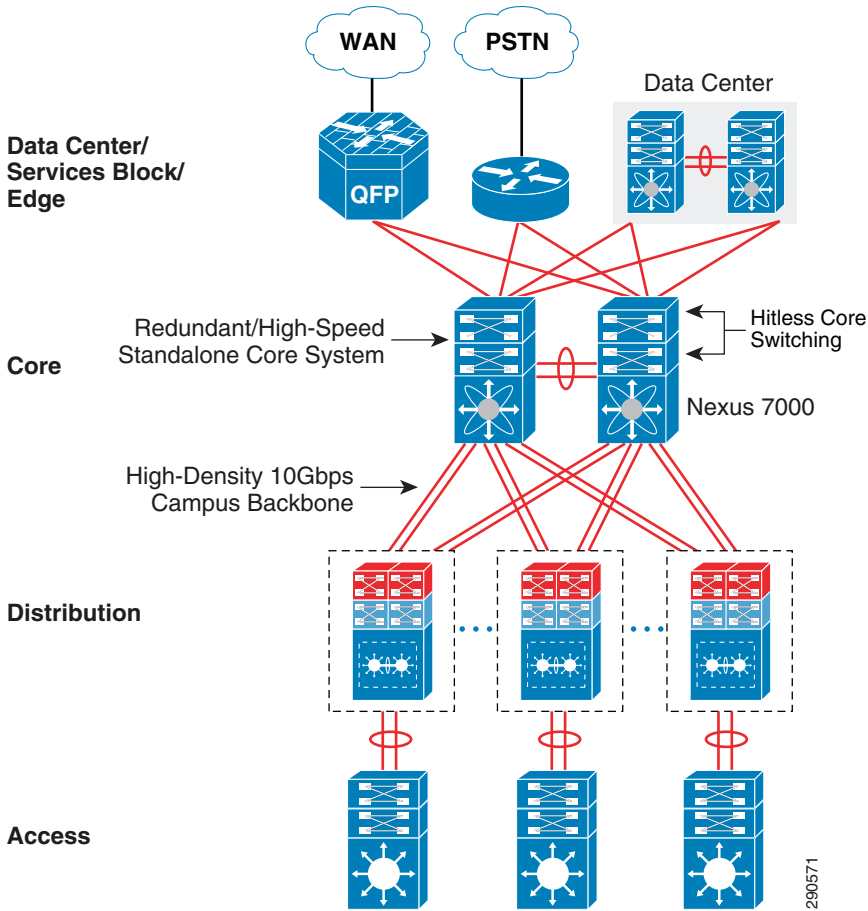 WAN
PSTN
Data Center
Data Center/
Services Block/
Edge
QFP
Redundant/High-Speed
Standalone Core System
Hitless Core
Switching
Core
Nexus 7000
High-Density 10Gbps
Campus Backbone
Distribution
Access
290571